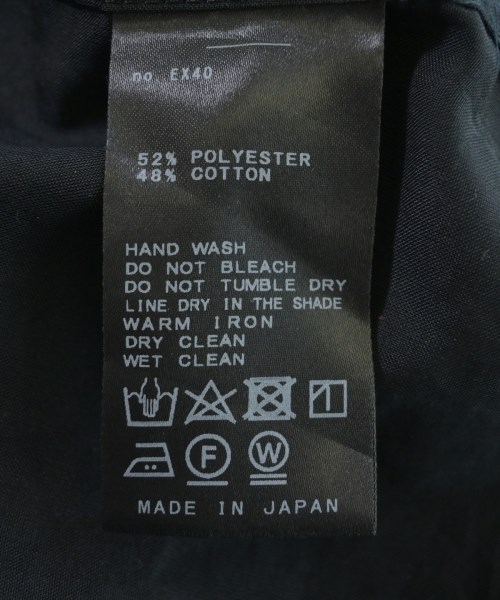 no EX40
52% POLYESTER
48% COTTON
HAND WASH
DO NOT BLEACH
DO NOT TUMBLE DRY
LINE DRY IN THE SHADE
WARM IRON
DRY CLEAN
WET CLEAN
F W
MADE IN JAPAN